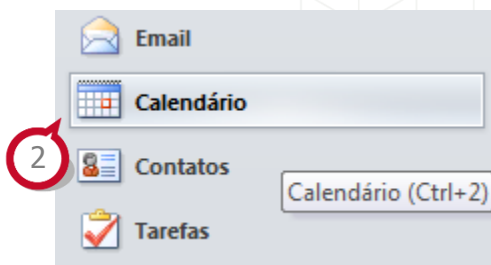 Email
Calendário
2
Contatos
Calendário (Ctrl+2)
Tarefas